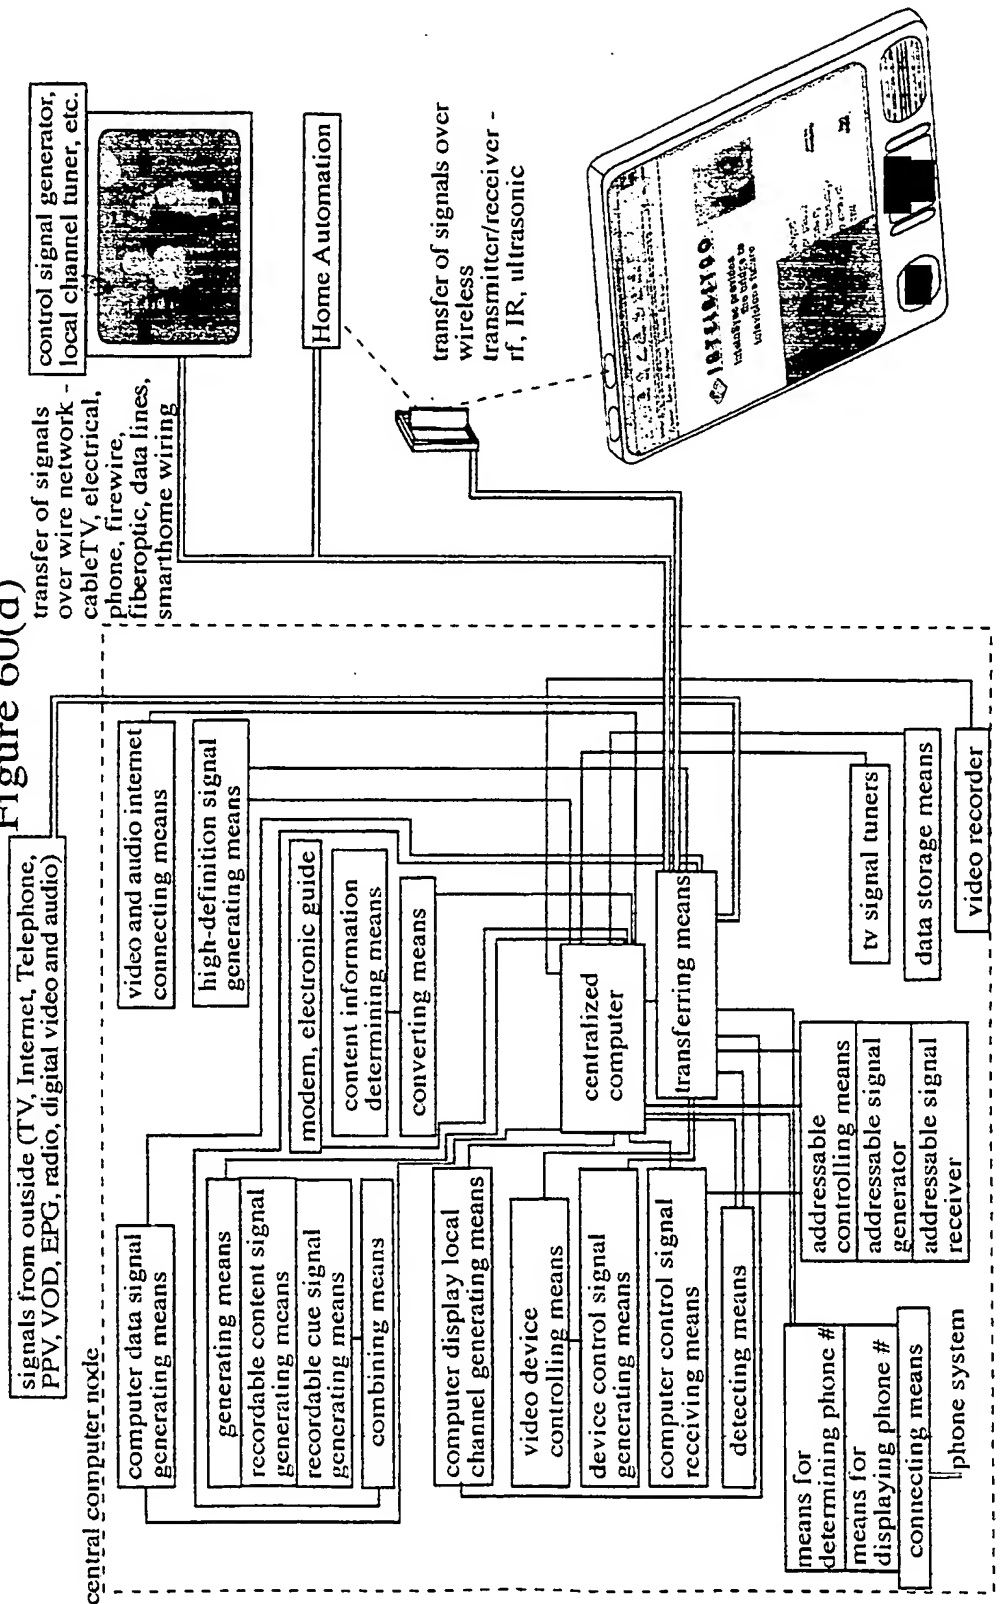 Figure 60(d)
signals from outside (TV, Internet, Telephone,
PPV, VOD, EPG, radio, digital video and audio)
central computer node
computer data signal
generating means
generating means
recordable content signal
generating means
recordable cue signal
generating means
combining means
computer display local
channel generating means
video device
controlling means
device control signal
generating means
computer control signal
receiving means
detecting means
means for
determining phone #
means for
displaying phone #
connecting means
phone system
video and audio internet
connecting means
high-definition signal
generating means
modem, electronic guide
content information
determining means
converting means
centralized
computer
transferring means
addressable
controlling means
addressable signal
generator
addressable signal
receiver
tv signal tuners
data storage means
video recorder
transfer of signals
over wire network -
cableTV, electrical,
phone, firewire,
fiberoptic, data lines,
smarthome wiring
control signal generator,
local channel tuner, etc.
Home Automation
transfer of signals over
wireless
transmitter/receiver -
rf, IR, ultrasonic
provides
the bridge to
television's future